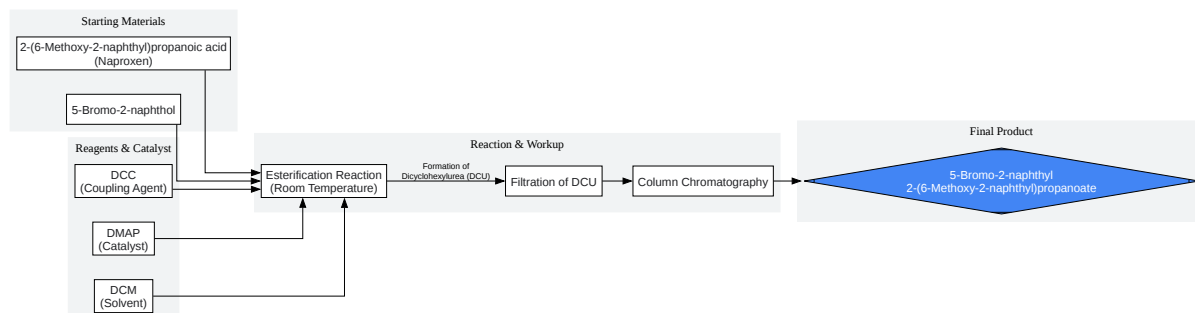 Starting Materials
2-(6-Methoxy-2-naphthyl)propanoic acid
(Naproxen)
5-Bromo-2-naphthol
Reagents & Catalyst
DCC
(Coupling Agent)
DMAP
(Catalyst)
DCM
(Solvent)
Reaction & Workup
Esterification Reaction
(Room Temperature)
Formation of
Dicyclohexylurea (DCU)
Filtration of DCU
Column Chromatography
Final Product
5-Bromo-2-naphthyl
2-(6-Methoxy-2-naphthyl)propanoate